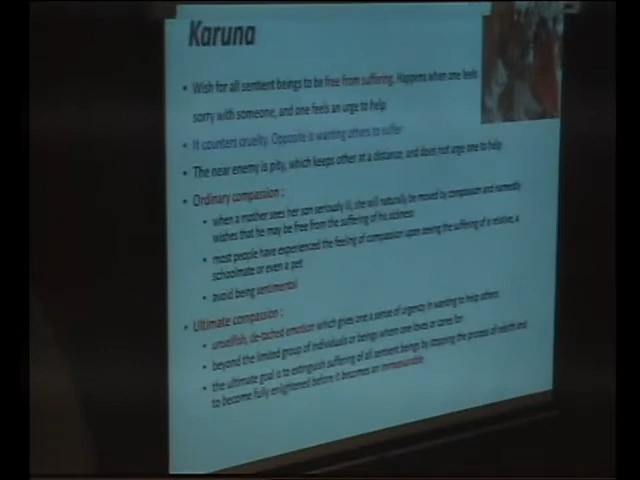 Karuna
• Wish for all sentient beings to be free from suffering. Happens when one feels
sorry with someone, and one feels an urge to help
• It counters cruelty. Opposite is wanting others to suffer
• The near enemy is pity, which keeps other at a distance, and does not urge one to help.
• Ordinary compassion :
• when a mother sees her son seriously ill, she will naturally be moved by compassion and earnestly
wishes that he may be free from the suffering of his sickness
• most people have experienced the feeling of compassion upon seeing the suffering of a relative, a
schoolmate or even a pet
• avoid being sentimental
• Ultimate compassion :
• unselfish, de-tached emotion which gives one a sense of urgency in wanting to help others
• beyond the limited group of individuals or beings whom one loves or cares for
• the ultimate goal is to extinguish suffering of all sentient beings by stopping the process of rebirth and
to become fully enlightened before it becomes an immeasurable